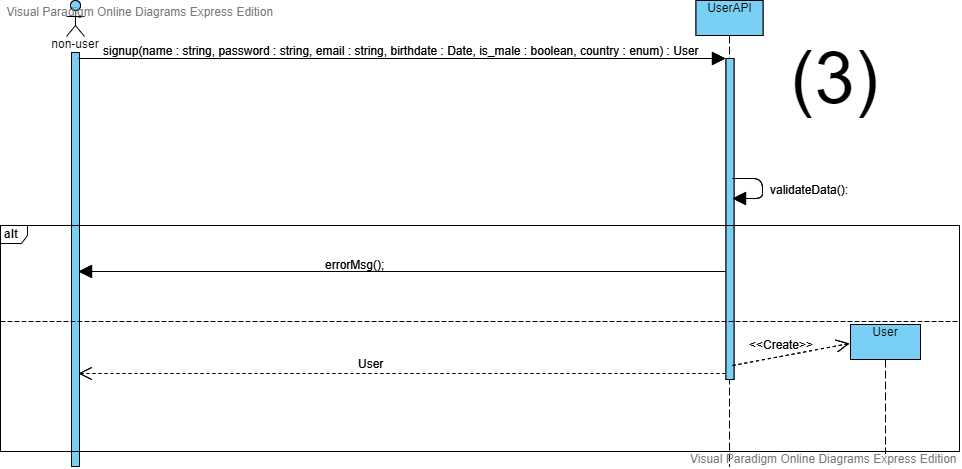 Visual Paradigm Online Diagrams Express Edition
UserAPI
non-user
signup(name : string, password : string, email : string, birthdate : Date, is_male : boolean, country : enum) : User
(3)
validateData():
alt
errorMsg();
User
<<Create>>
User
Visual Paradigm Online Diagrams Express Edition